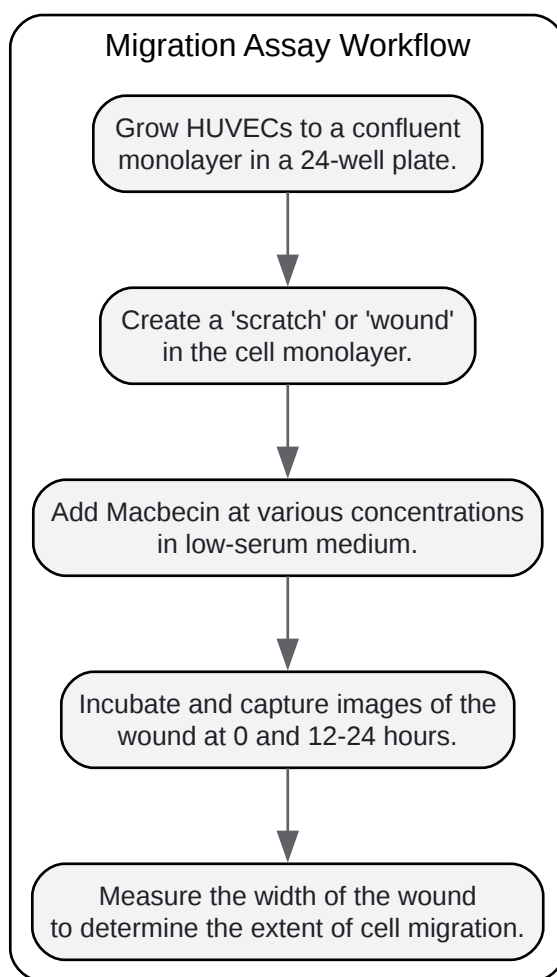 Migration Assay Workflow
Grow HUVECs to a confluent
monolayer in a 24-well plate.
Create a 'scratch' or 'wound'
in the cell monolayer.
Add Macbecin at various concentrations
in low-serum medium.
Incubate and capture images of the
wound at 0 and 12-24 hours.
Measure the width of the wound
to determine the extent of cell migration.